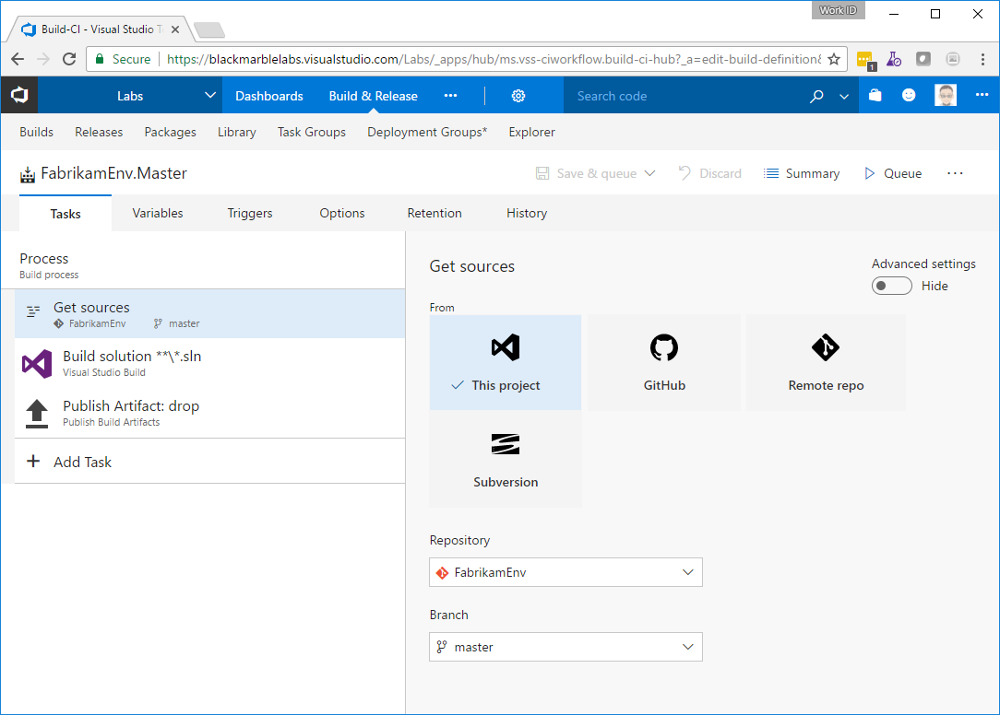 Work ID
Build-CI - Visual Studio T
Secure https://blackmarblelabs.visualstudio.com/Labs/_apps/hub/ms.vss-ciworkflow.build-ci-hub?_a=edit-build-definition&
1
Labs Dashboards Build & Release ••• Search code •••
Builds Releases Packages Library Task Groups Deployment Groups* Explorer
FabrikamEnv.Master Save & queue Discard Summary Queue ...
Tasks Variables Triggers Options Retention History
Process
Build process
Get sources
FabrikamEnv master
Build solution **\*.sln
Visual Studio Build
Publish Artifact: drop
Publish Build Artifacts
+ Add Task
Get sources
Advanced settings
Hide
From
This project
GitHub
Remote repo
Subversion
Repository
FabrikamEnv
Branch
master